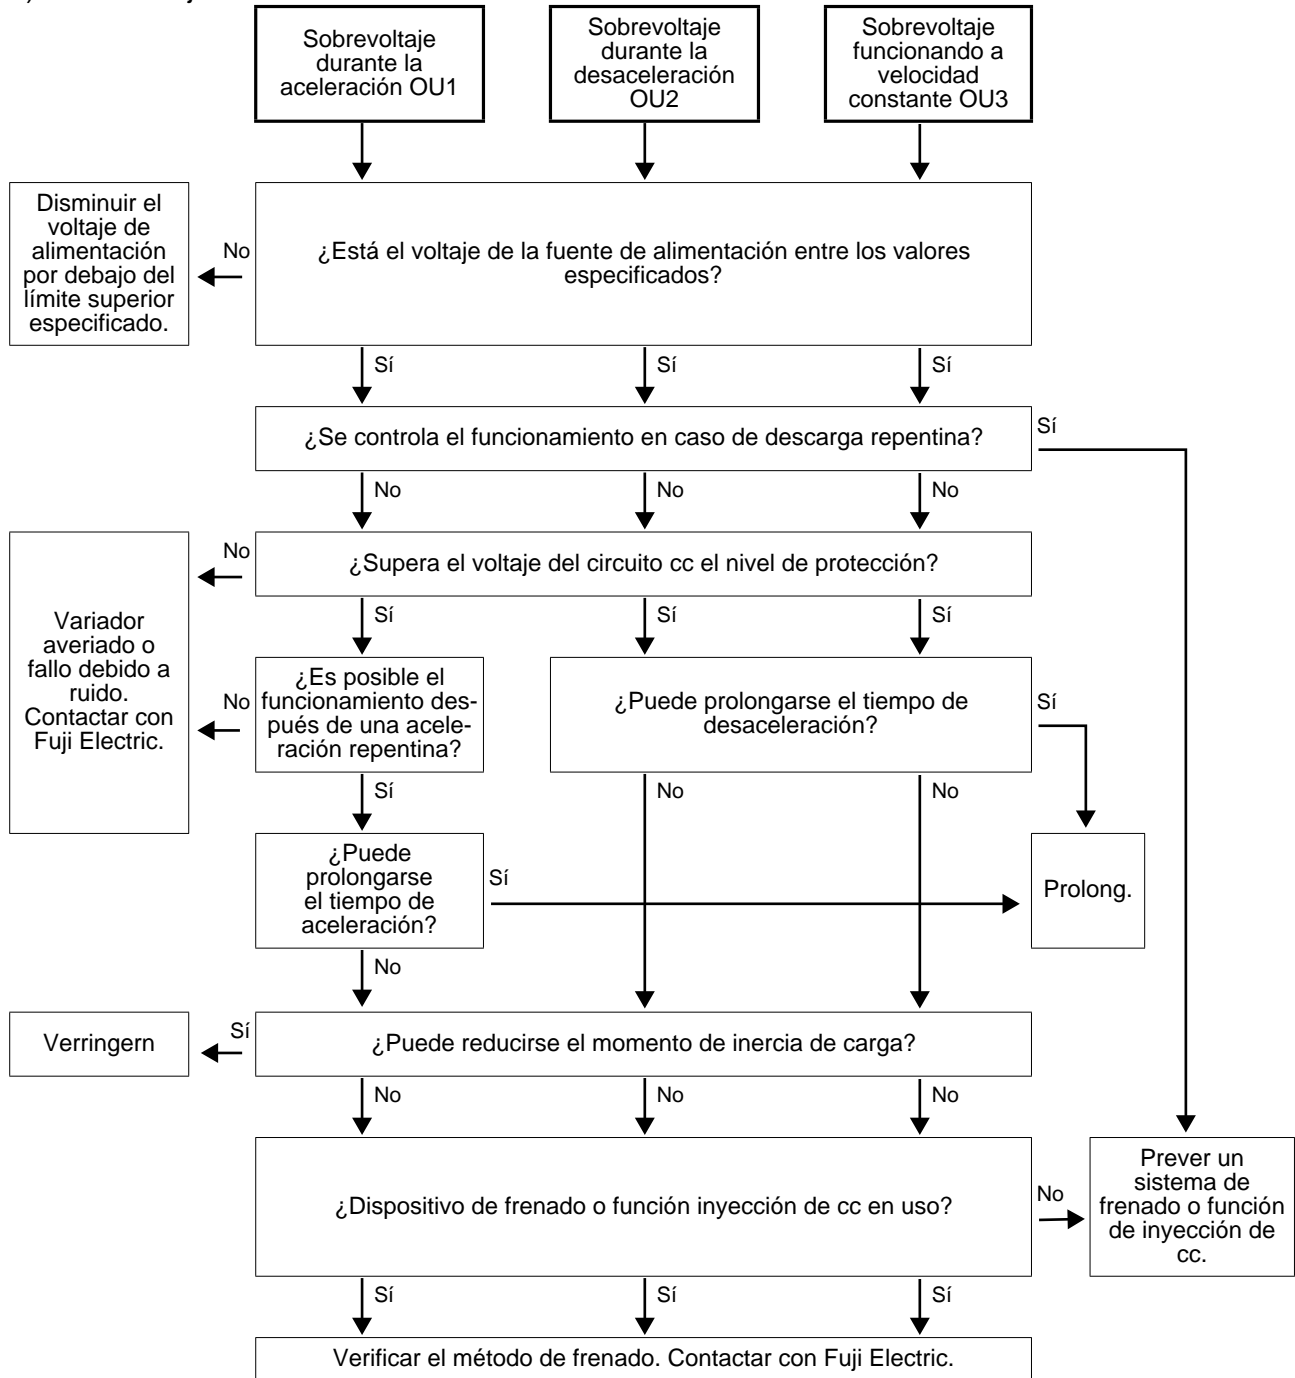 Sobrevoltaje
durante la
aceleración OU1
Sobrevoltaje
durante la
desaceleración
OU2
Sobrevoltaje
funcionando a
velocidad
constante OU3
Disminuir el
voltaje de
alimentación
por debajo del
límite superior
especificado.
No
¿Está el voltaje de la fuente de alimentación entre los valores
especificados?
Sí
Sí
Sí
¿Se controla el funcionamiento en caso de descarga repentina?
Sí
No
No
No
No
¿Supera el voltaje del circuito cc el nivel de protección?
Variador
averiado o
fallo debido a
ruido.
Contactar con
Fuji Electric.
Sí
Sí
Sí
No
¿Es posible el
funcionamiento des-
pués de una acele-
ración repentina?
¿Puede prolongarse el tiempo de
desaceleración?
Sí
Sí
No
No
¿Puede
prolongarse
el tiempo de
aceleración?
Sí
Prolong.
No
Verringern
Sí
¿Puede reducirse el momento de inercia de carga?
No
No
No
¿Dispositivo de frenado o función inyección de cc en uso?
No
Prever un
sistema de
frenado o función
de inyección de
cc.
Sí
Sí
Sí
Verificar el método de frenado. Contactar con Fuji Electric.